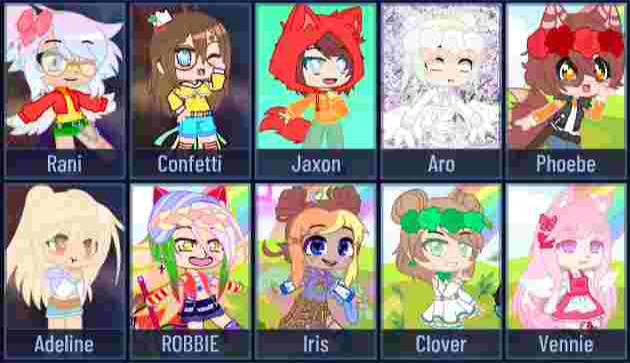 Rani
Confetti
Jaxon
Aro
Phoebe
Adeline
ROBBIE
Iris
Clover
Vennie